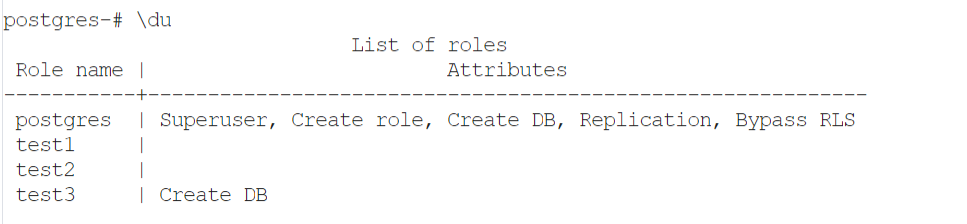 postgres-# \du
                             List of roles
 Role name |                         Attributes
-----------+------------------------------------------------------------
 postgres  | Superuser, Create role, Create DB, Replication, Bypass RLS
 test1     |
 test2     |
 test3     | Create DB